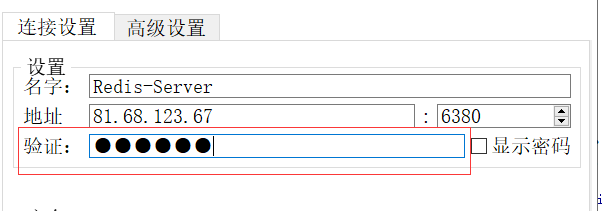 连接设置 高级设置
设置
名字： Redis-Server
地址 81.68.123.67 : 6380
验证： ●●●●●● 显示密码